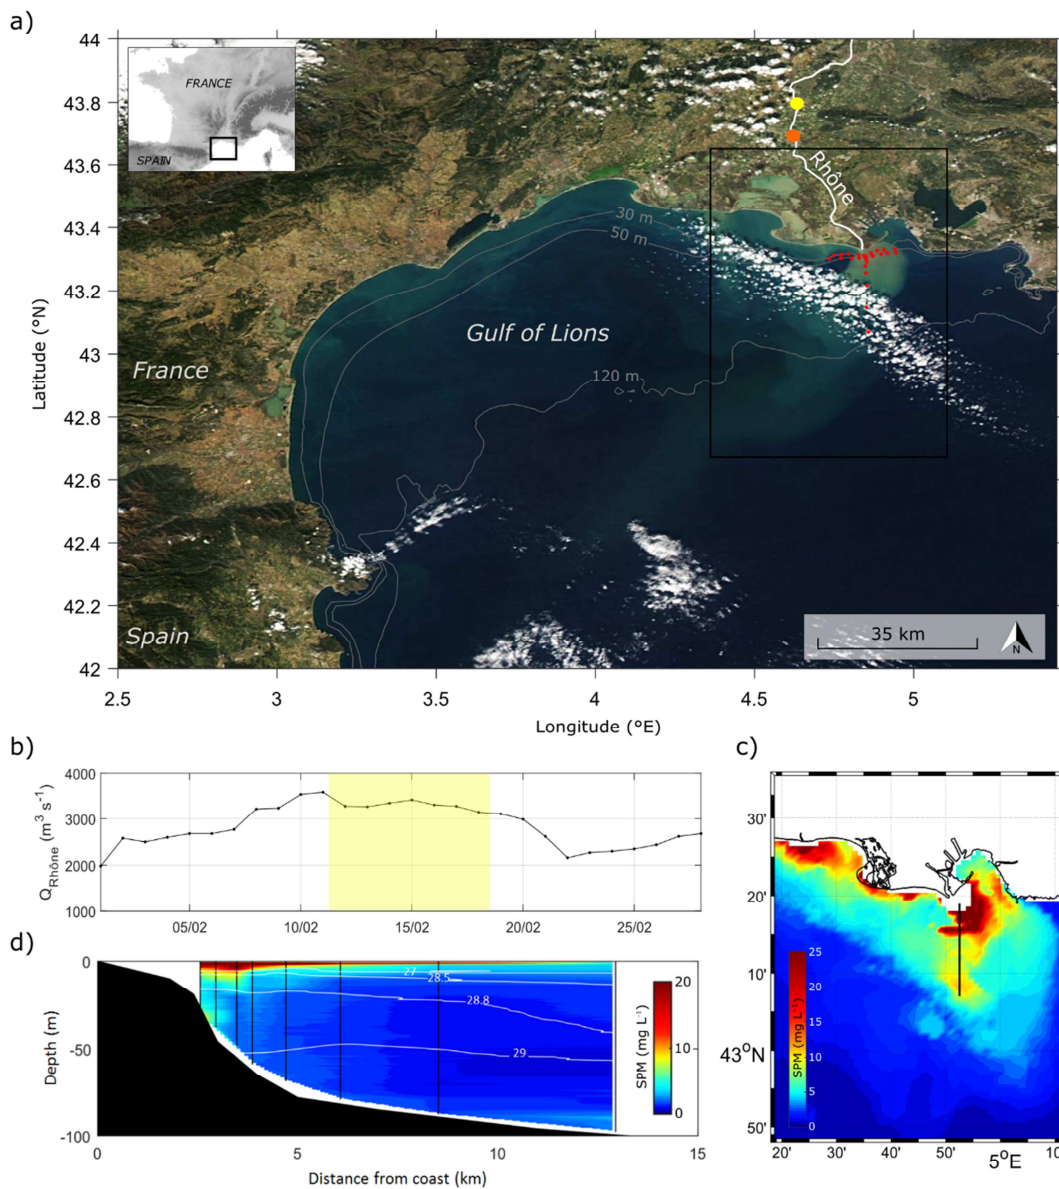 a)
44
43.8
43.6
43.4
43.2
43
42.8
42.6
42.4
42.2
42
Latitude (°N)
FRANCE
SPAIN
Rhône
30 m
50 m
Gulf of Lions
120 m
France
Spain
35 km
N
2.5 3 3.5 4 4.5 5
Longitude (°E)
b)
4000
3000
2000
1000
QRhône (m³ s⁻¹)
05/02 10/02 15/02 20/02 25/02
c)
30'
20'
10'
43°N
50'
25
20
15
10
5
0
SPM (mg L⁻¹)
20' 30' 40' 50' 5°E 10
d)
0
-50
-100
Depth (m)
27
28.5
28.8
29
20
10
0
SPM (mg L⁻¹)
0 5 10 15
Distance from coast (km)